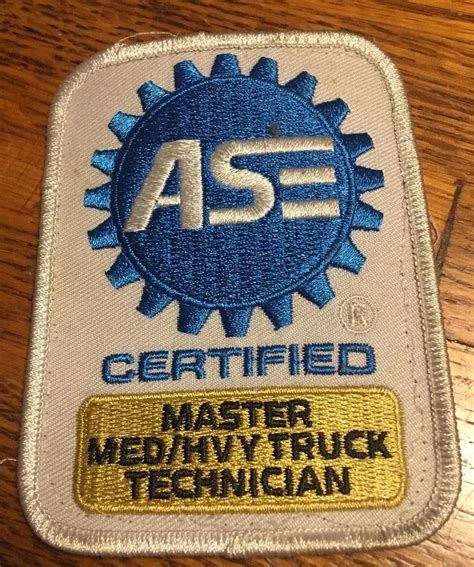 ASE
®
CERTIFIED
MASTER
MED/HVY TRUCK
TECHNICIAN